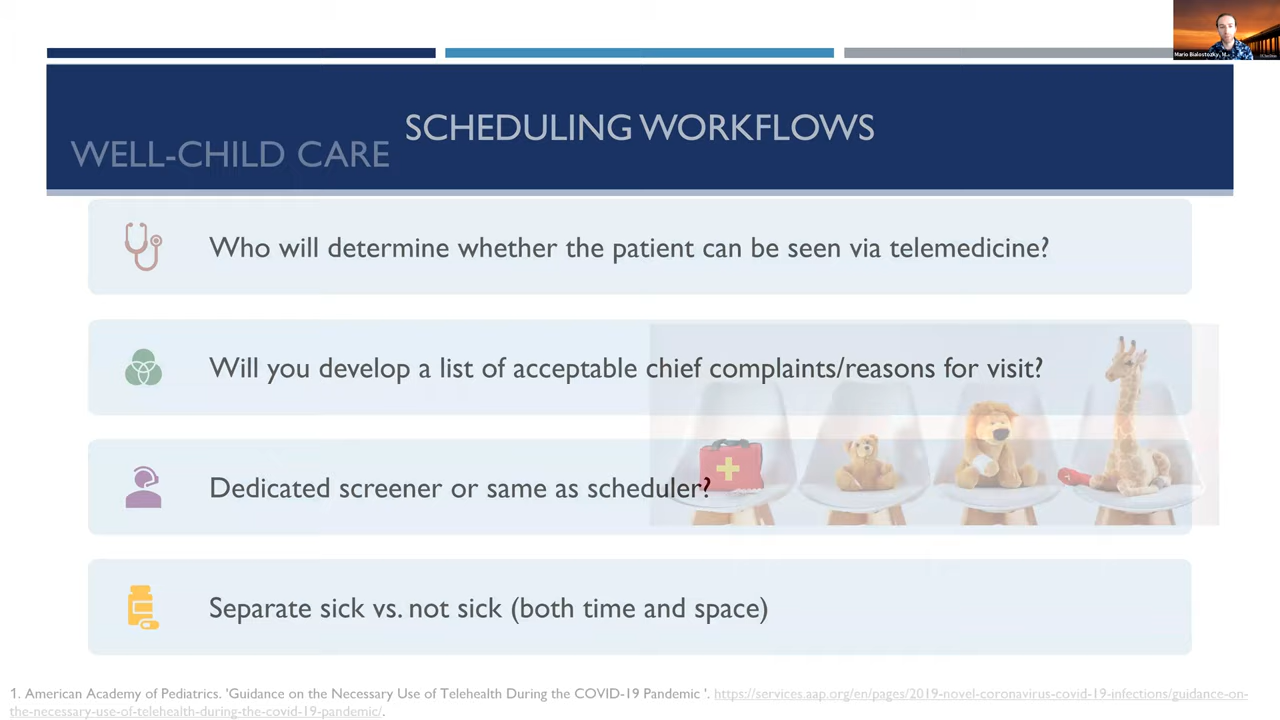 Mario Bialostozky, M...
SCHEDULING WORKFLOWS
WELL-CHILD CARE
Who will determine whether the patient can be seen via telemedicine?
Will you develop a list of acceptable chief complaints/reasons for visit?
Dedicated screener or same as scheduler?
Separate sick vs. not sick (both time and space)
1. American Academy of Pediatrics. 'Guidance on the Necessary Use of Telehealth During the COVID-19 Pandemic '. https://services.aap.org/en/pages/2019-novel-coronavirus-covid-19-infections/guidance-on-
the-necessary-use-of-telehealth-during-the-covid-19-pandemic/.